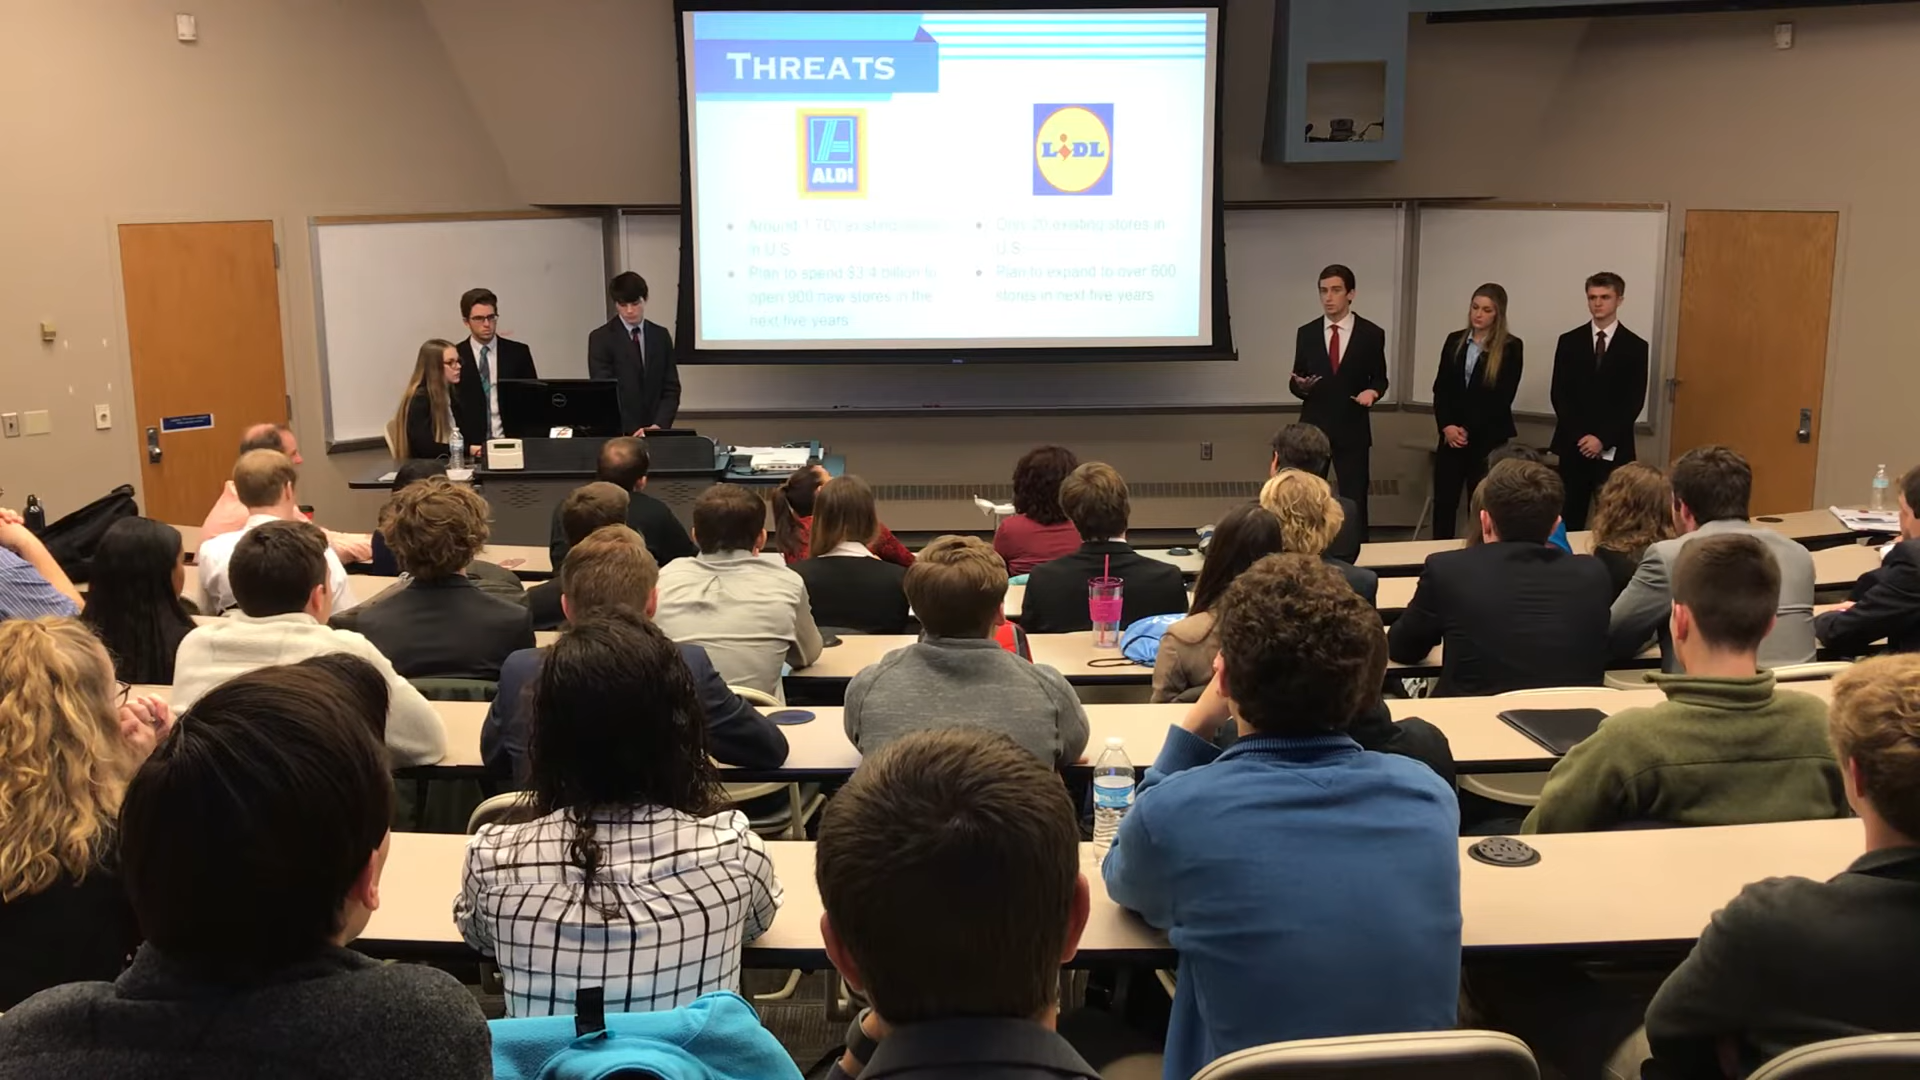 THREATS
ALDI
LiDL
Around 1,700 existing
in U.S.
Plan to spend $3.4 billion to
open 900 new stores in the
next five years
Only 20 existing stores in
U.S.
Plan to expand to over 600
stores in next five years
DELL